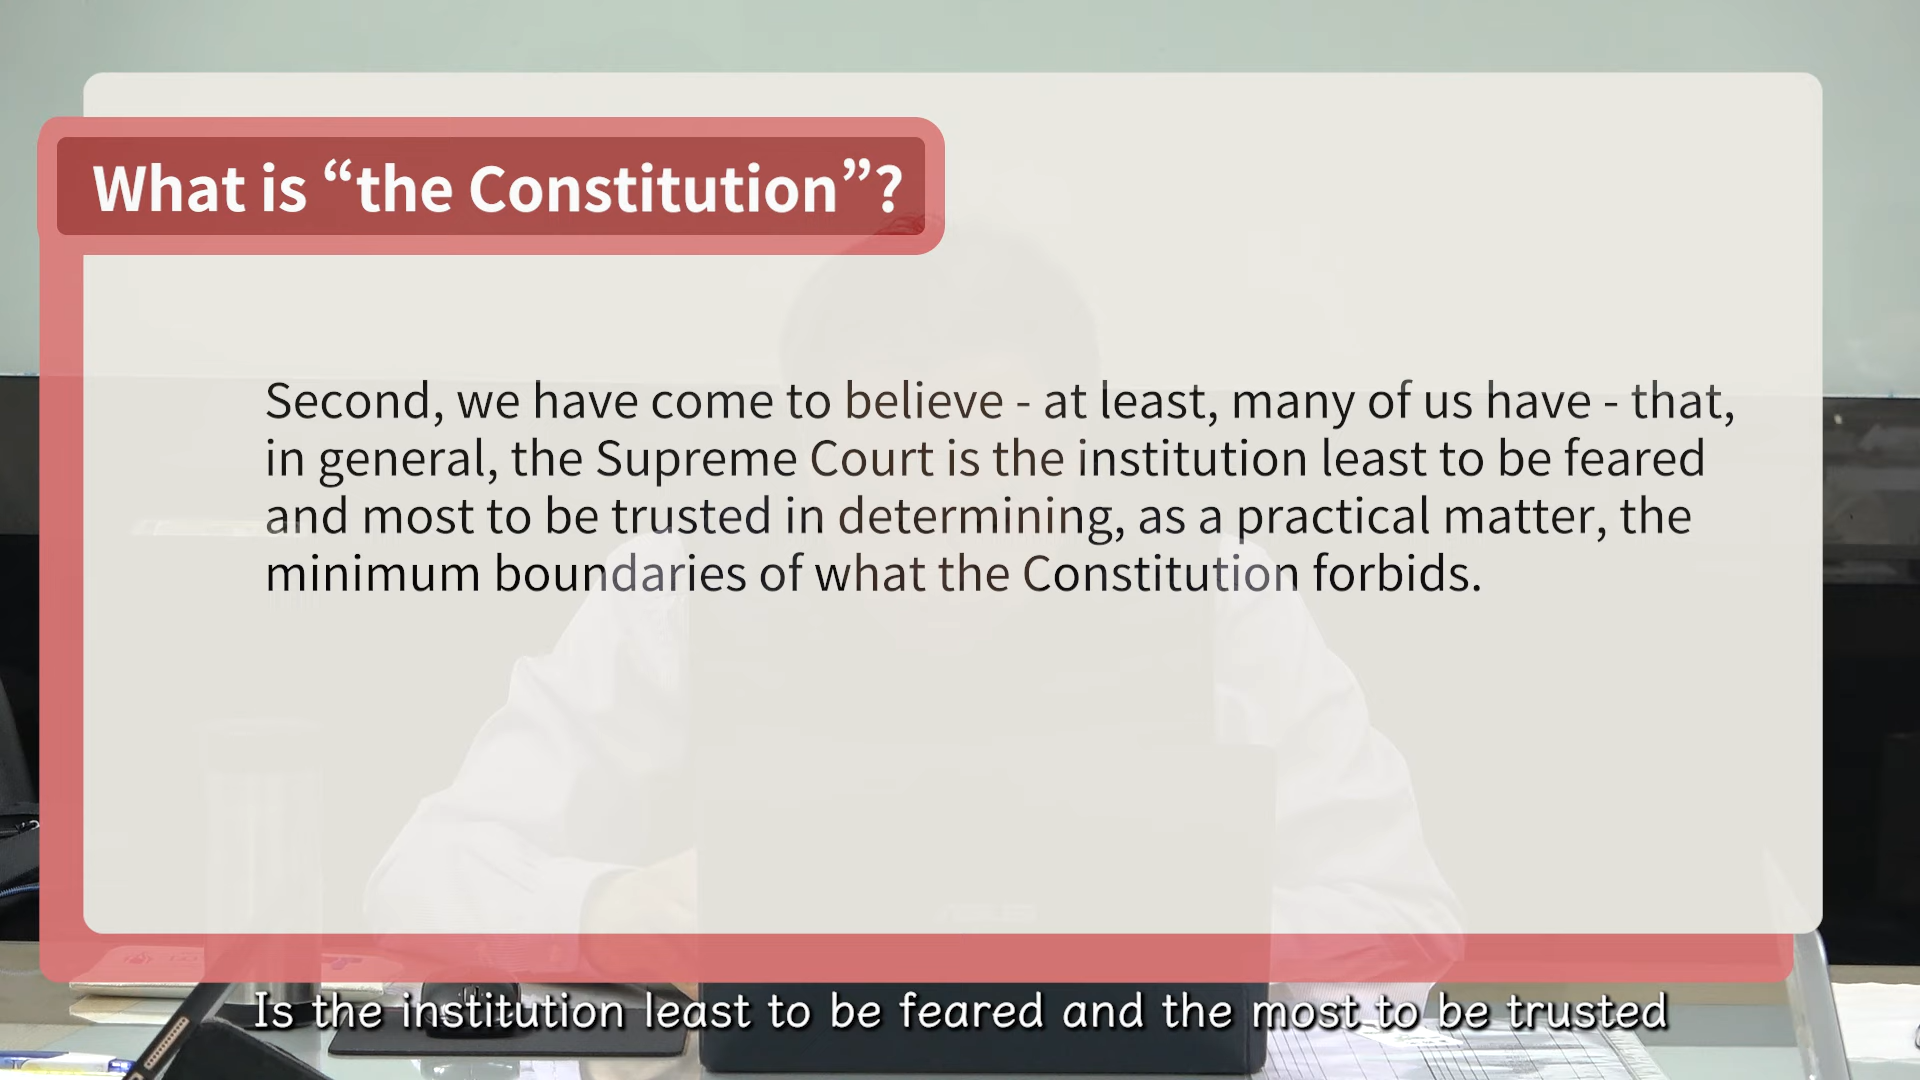 What is “the Constitution”?
Second, we have come to believe - at least, many of us have - that,
in general, the Supreme Court is the institution least to be feared
and most to be trusted in determining, as a practical matter, the
minimum boundaries of what the Constitution forbids.
Is the institution least to be feared and the most to be trusted